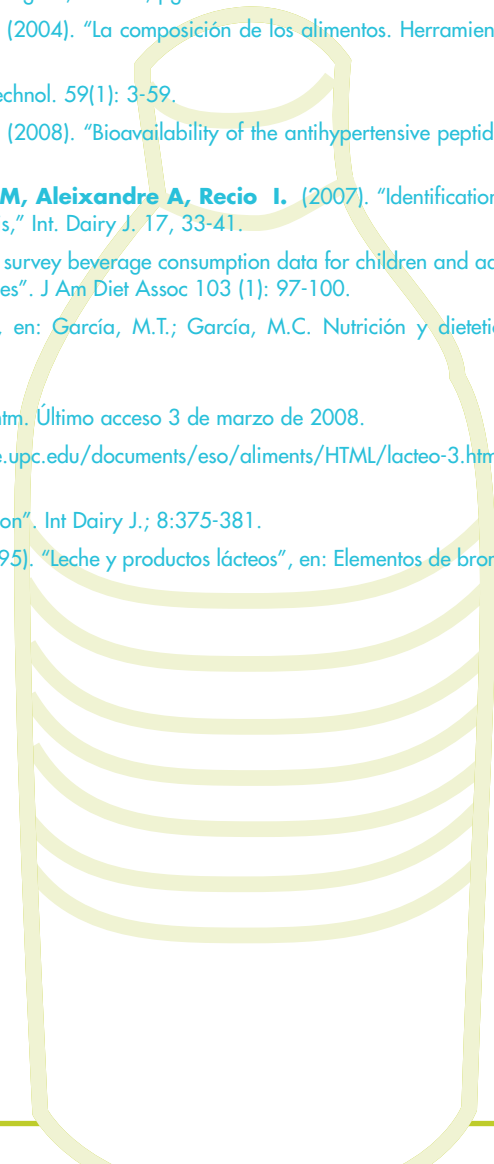 (2004). “La composición de los alimentos. Herramien
echnol. 59(1): 3-59.
(2008). “Bioavailability of the antihypertensive peptid
M, Aleixandre A, Recio I. (2007). “Identification
s,” Int. Dairy J. 17, 33-41.
survey beverage consumption data for children and ad
es”. J Am Diet Assoc 103 (1): 97-100.
, en: García, M.T.; García, M.C. Nutrición y dieteti
ntm. Último acceso 3 de marzo de 2008.
e.upc.edu/documents/eso/aliments/HTML/lacteo-3.htm
on”. Int Dairy J.; 8:375-381.
95). “Leche y productos lácteos”, en: Elementos de bron